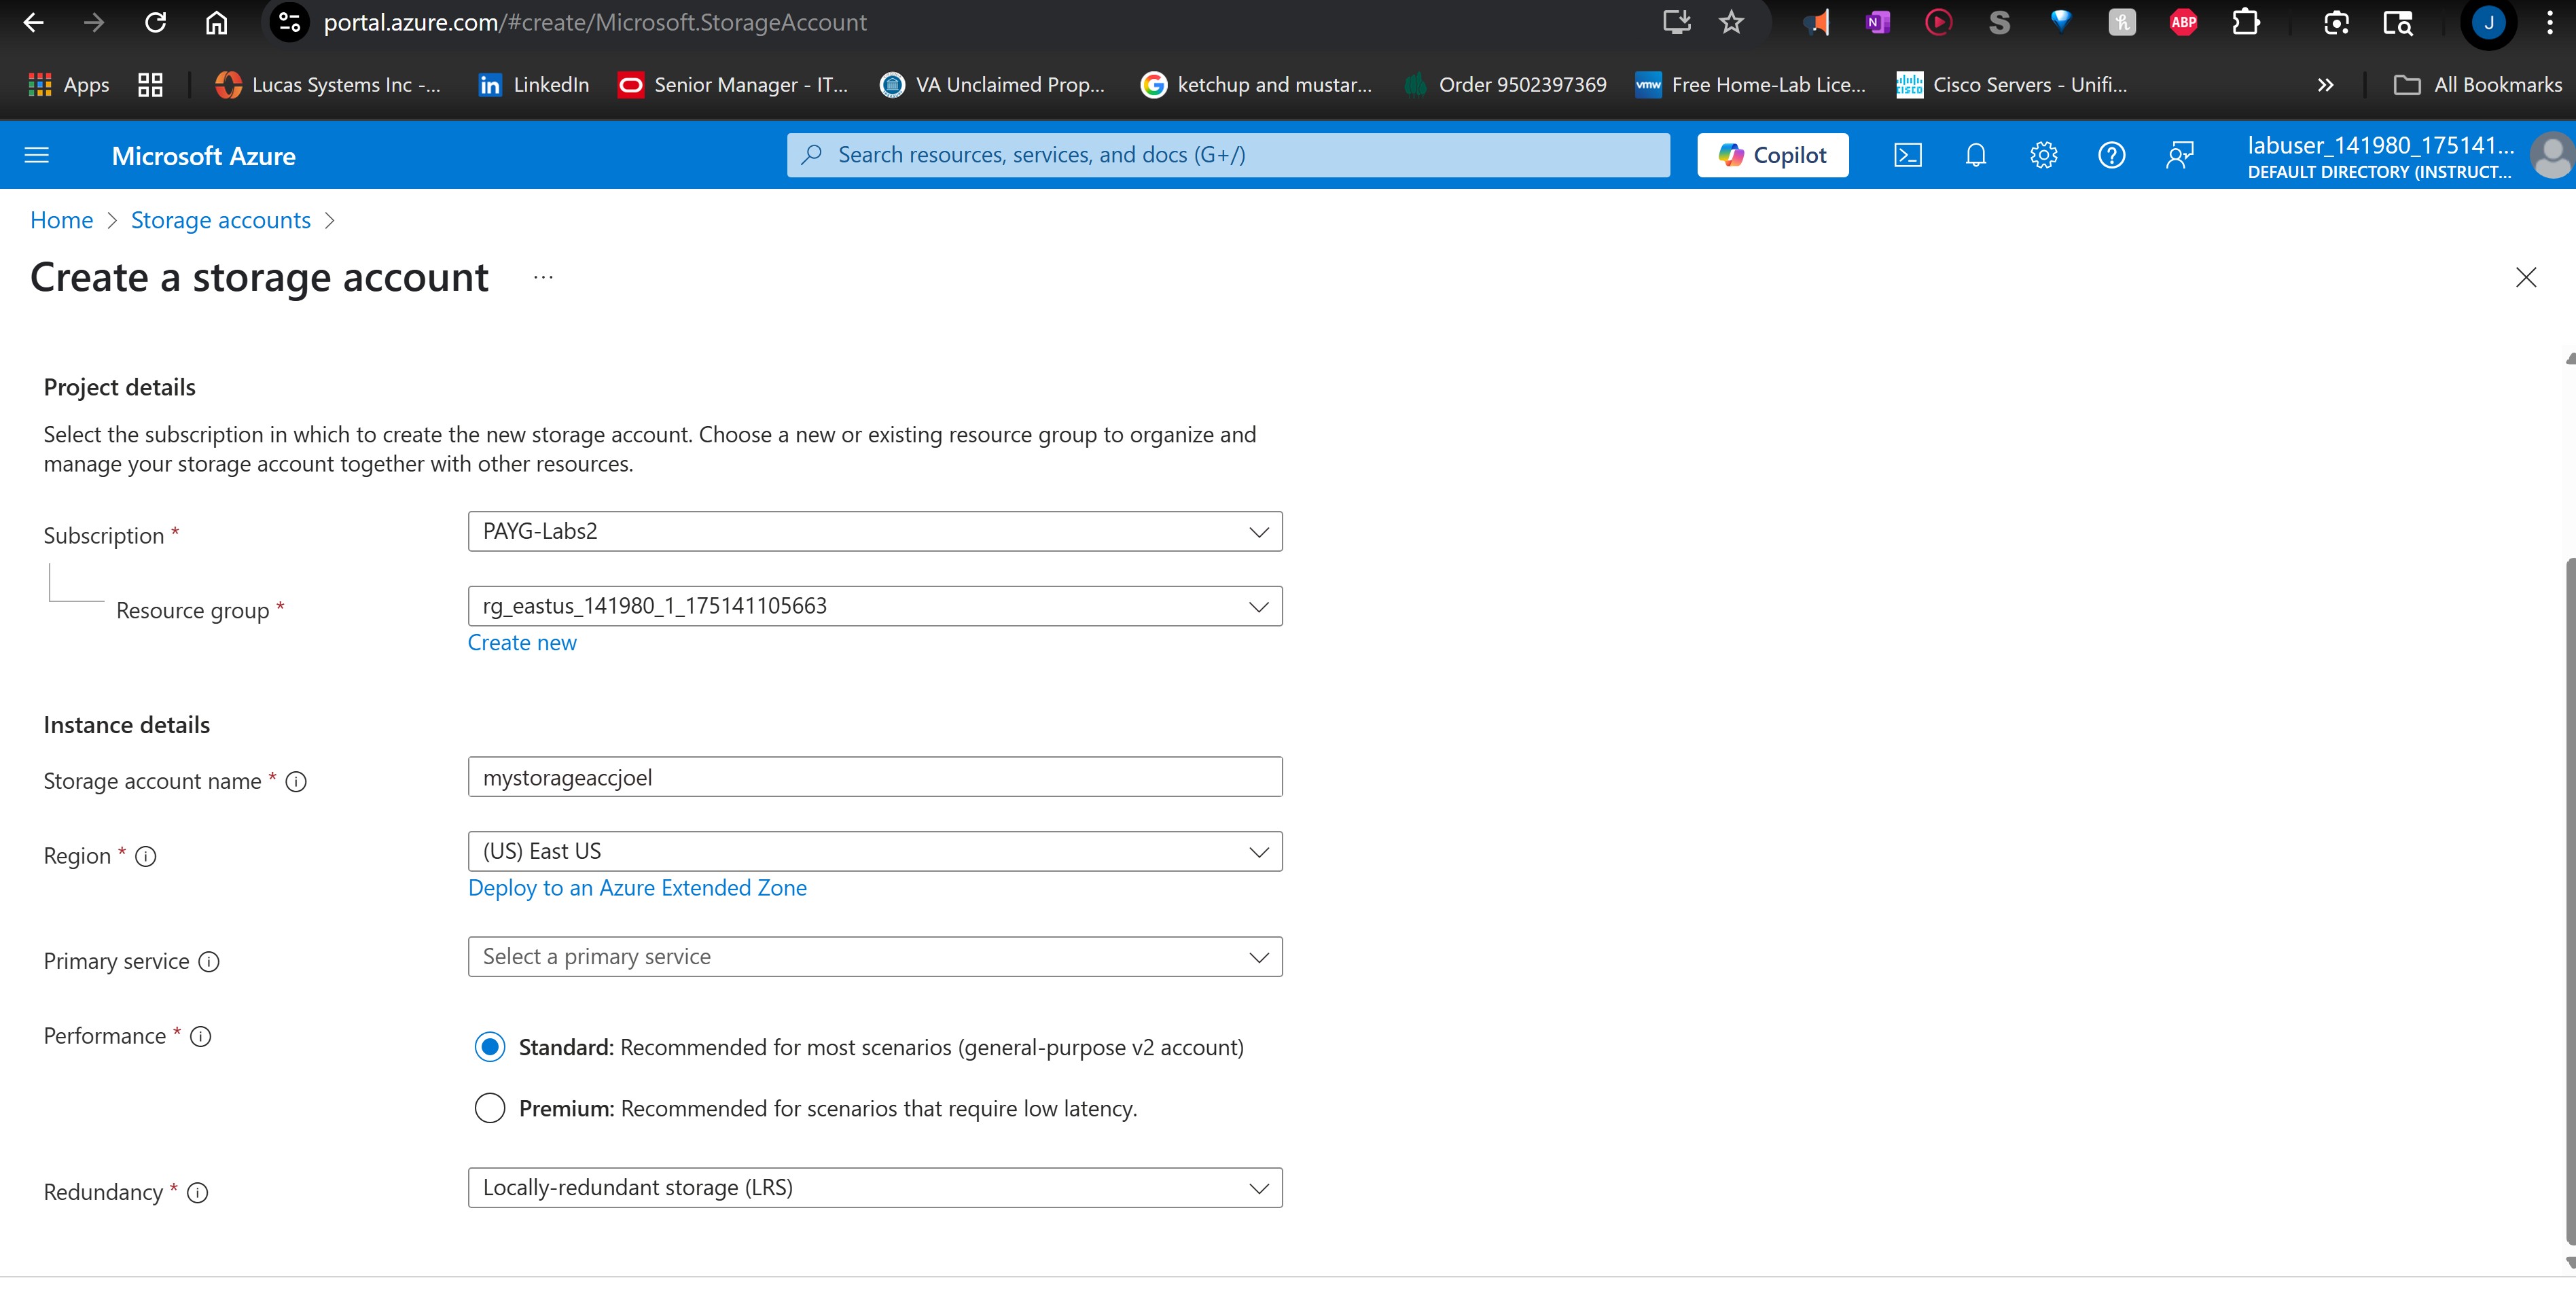 portal.azure.com/#create/Microsoft.StorageAccount
N
S
ABP
J
Apps
Lucas Systems Inc -...
in
LinkedIn
Senior Manager - IT...
VA Unclaimed Prop...
ketchup and mustar...
Order 9502397369
vmw
Free Home-Lab Lice...
CISCO
Cisco Servers - Unifi...
All Bookmarks
Microsoft Azure
Search resources, services, and docs (G+/)
Copilot
labuser_141980_175141...
DEFAULT DIRECTORY (INSTRUCT...
Home > Storage accounts >
Create a storage account ...
Project details
Select the subscription in which to create the new storage account. Choose a new or existing resource group to organize and
manage your storage account together with other resources.
Subscription *
PAYG-Labs2
Resource group *
rg_eastus_141980_1_175141105663
Create new
Instance details
Storage account name *
mystorageaccjoel
Region *
(US) East US
Deploy to an Azure Extended Zone
Primary service
Select a primary service
Performance *
Standard: Recommended for most scenarios (general-purpose v2 account)
Premium: Recommended for scenarios that require low latency.
Redundancy *
Locally-redundant storage (LRS)